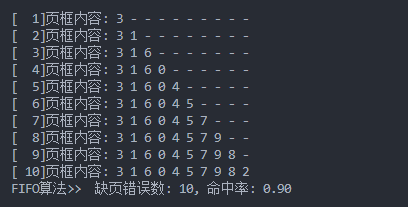 [  1]页框内容: 3 - - - - - - - - -
[  2]页框内容: 3 1 - - - - - - - -
[  3]页框内容: 3 1 6 - - - - - - -
[  4]页框内容: 3 1 6 0 - - - - - -
[  5]页框内容: 3 1 6 0 4 - - - - -
[  6]页框内容: 3 1 6 0 4 5 - - - -
[  7]页框内容: 3 1 6 0 4 5 7 - - -
[  8]页框内容: 3 1 6 0 4 5 7 9 - -
[  9]页框内容: 3 1 6 0 4 5 7 9 8 -
[ 10]页框内容: 3 1 6 0 4 5 7 9 8 2
FIFO算法>>  缺页错误数: 10, 命中率: 0.90